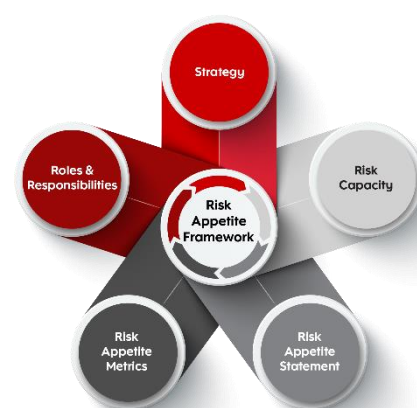 Strategy
Roles &
Responsibilities
Risk
Capacity
Risk
Appetite
Framework
Risk
Appetite
Metrics
Risk
Appetite
Statement